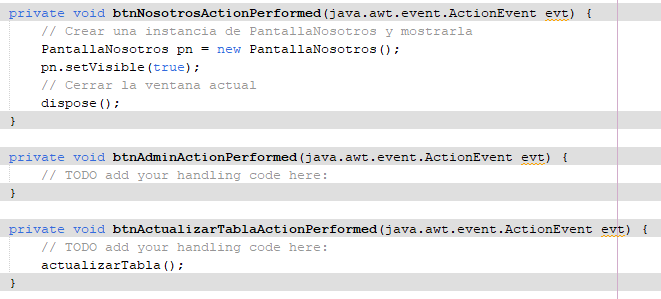 private void btnNosotrosActionPerformed(java.awt.event.ActionEvent evt) {
// Crear una instancia de PantallaNosotros y mostrarla
PantallaNosotros pn = new PantallaNosotros();
pn.setVisible(true);
// Cerrar la ventana actual
dispose();
}
private void btnAdminActionPerformed(java.awt.event.ActionEvent evt) {
// TODO add your handling code here:
}
private void btnActualizarTablaActionPerformed(java.awt.event.ActionEvent evt) {
// TODO add your handling code here:
actualizarTabla();
}